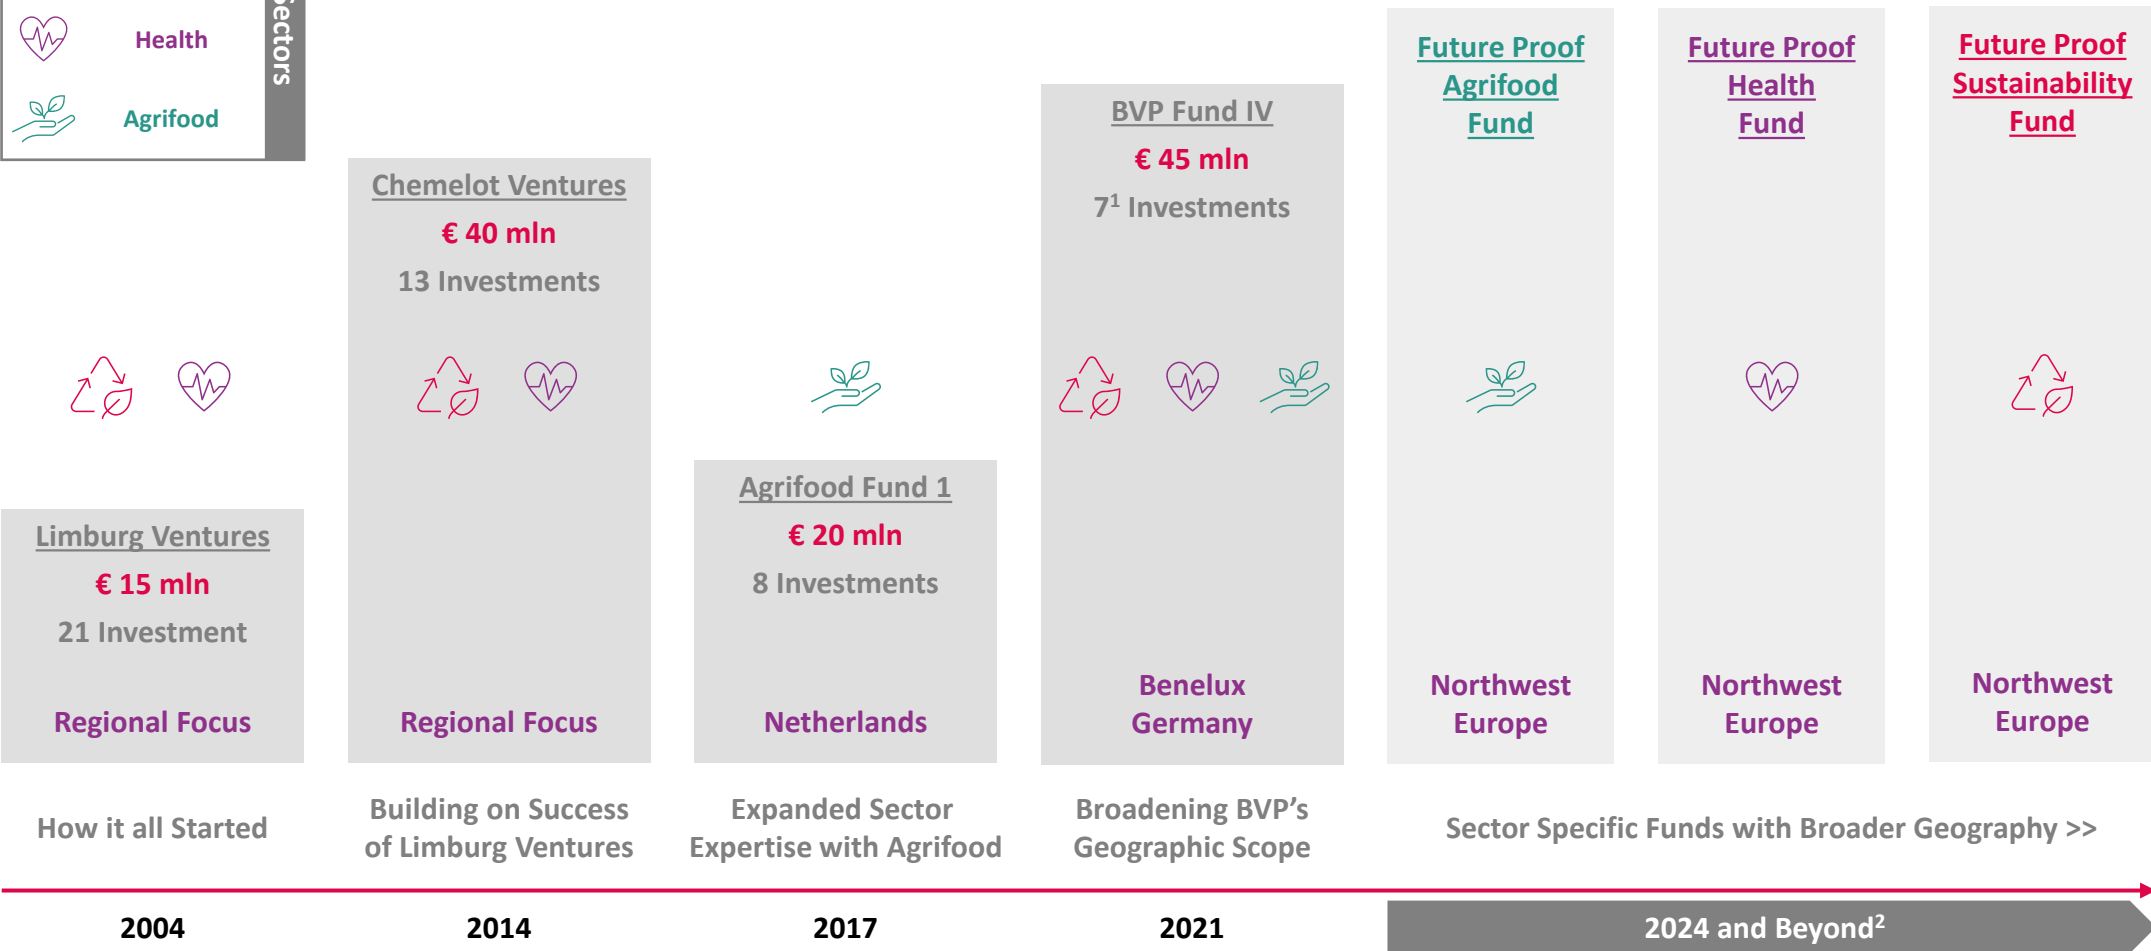 Health
Agrifood
Sectors
Limburg Ventures
€ 15 mln
21 Investment
Regional Focus
How it all Started
2004
Chemelot Ventures
€ 40 mln
13 Investments
Regional Focus
Building on Success
of Limburg Ventures
2014
Agrifood Fund 1
€ 20 mln
8 Investments
Netherlands
Expanded Sector
Expertise with Agrifood
2017
BVP Fund IV
€ 45 mln
7¹ Investments
Benelux
Germany
Broadening BVP’s
Geographic Scope
2021
Future Proof
Agrifood
Fund
Northwest
Europe
Future Proof
Health
Fund
Northwest
Europe
Future Proof
Sustainability
Fund
Northwest
Europe
Sector Specific Funds with Broader Geography >>
2024 and Beyond²